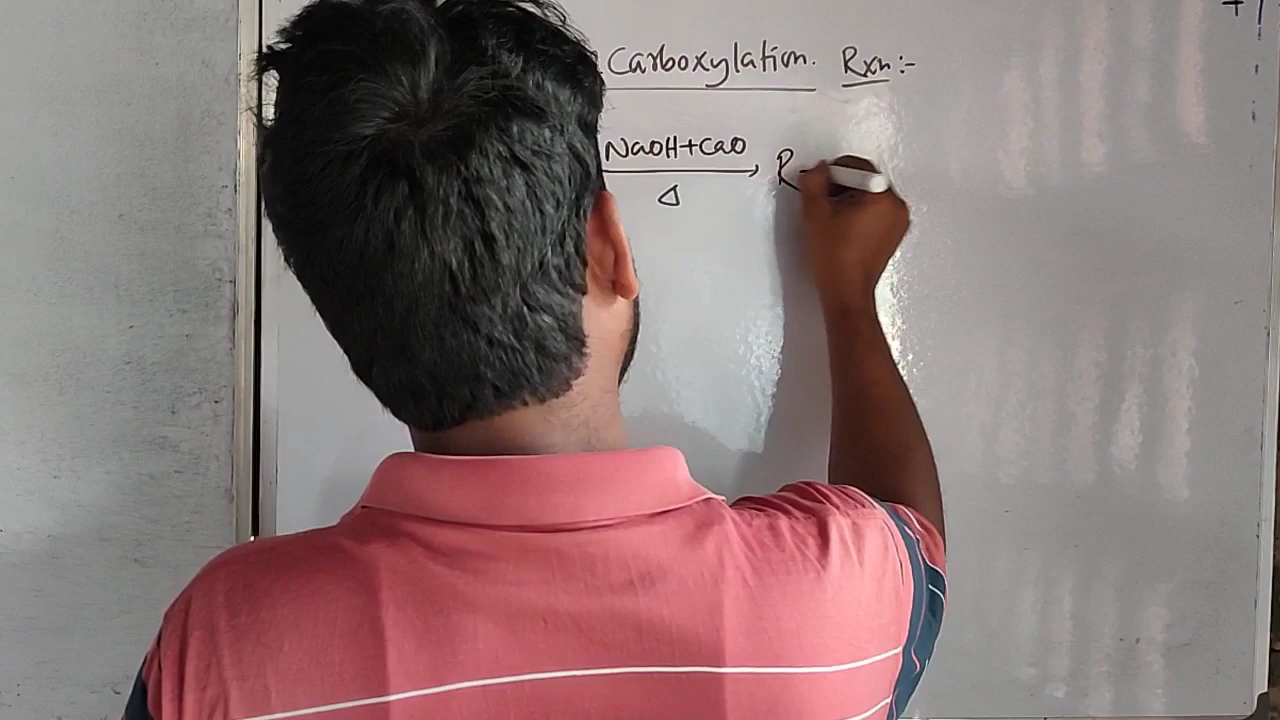 Carboxylation. Rxn:-
NaOH+CaO R
Δ